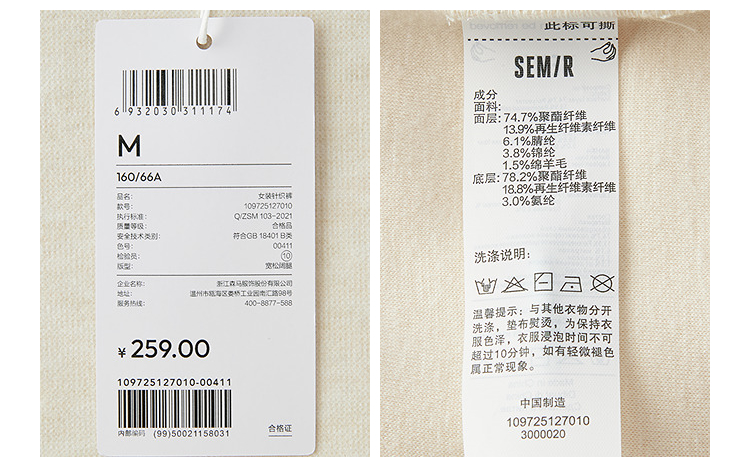 6 932030 311174
M
160/66A
品名: 女装针织裤
款号: 109725127010
执行标准: Q/ZSM 103-2021
质量等级: 合格品
安全技术类别: 符合GB 18401 B类
色号: 00411
检验员: 10
版型: 宽松阔腿
企业名称: 浙江森马服饰股份有限公司
地址: 温州市瓯海区娄桥工业园南汇路98号
服务热线: 400-8877-588
¥ 259.00
109725127010-00411
内部编码 (99)50021158031
合格证
此标可撕
SEM/R
成分
面料:
面层: 74.7%聚酯纤维
13.9%再生纤维素纤维
6.1%腈纶
3.8%锦纶
1.5%绵羊毛
底层: 78.2%聚酯纤维
18.8%再生纤维素纤维
3.0%氨纶
洗涤说明:
温馨提示: 与其他衣物分开
洗涤, 垫布熨烫, 为保持衣
服色泽, 衣服浸泡时间不可
超过10分钟, 如有轻微褪色
属正常现象。
中国制造
109725127010
3000020